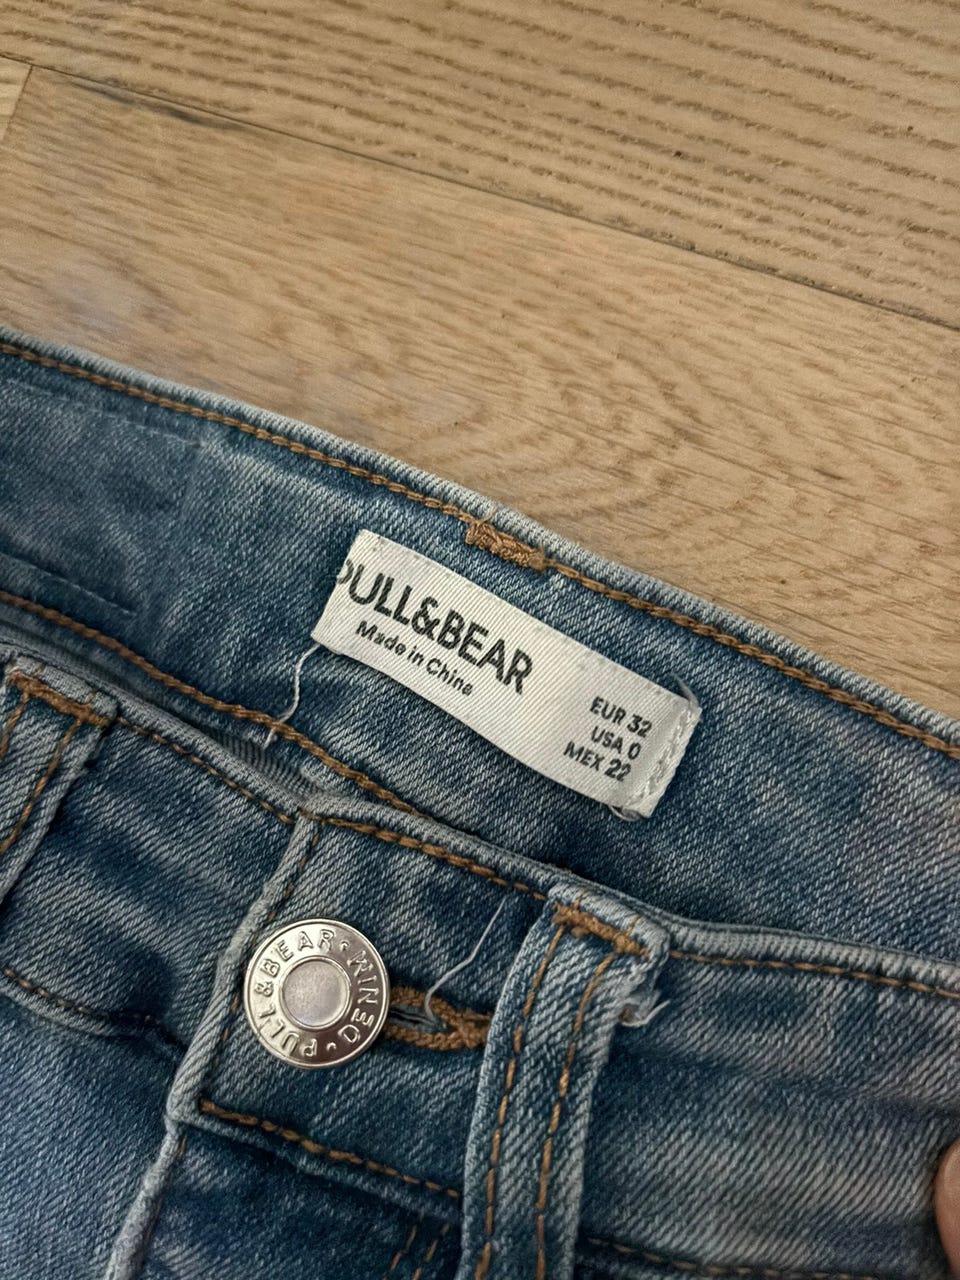 PULL&BEAR
Made in China
EUR 32
USA 0
MEX 22
PULL&BEAR · DENIM ·